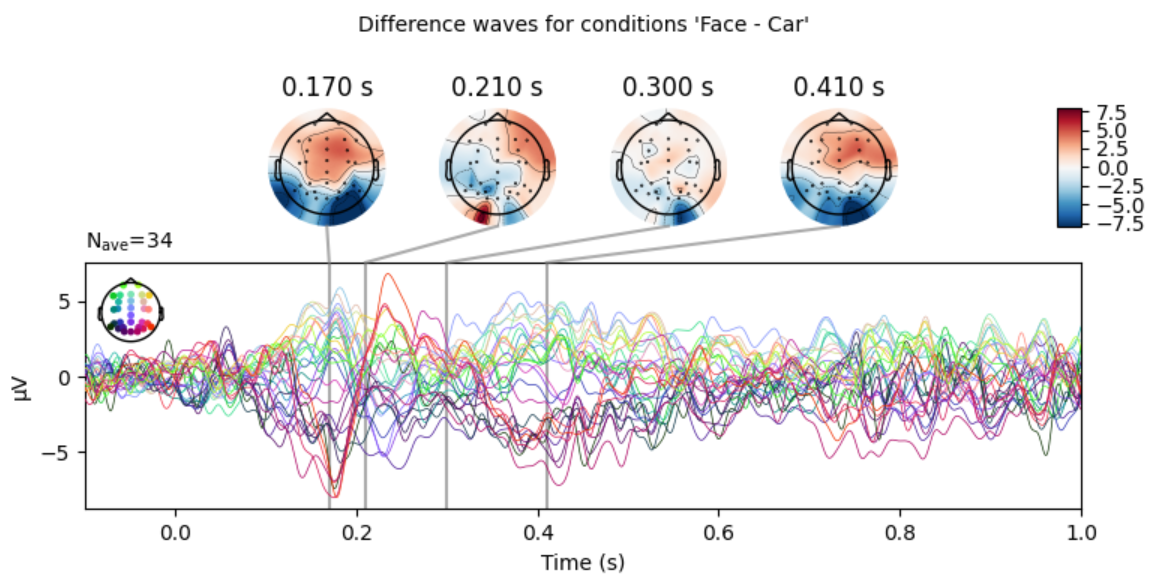 Difference waves for conditions 'Face - Car'
0.170 s
0.210 s
0.300 s
0.410 s
7.5
5.0
2.5
0.0
−2.5
−5.0
−7.5
Nave=34
5
0
−5
µV
0.0
0.2
0.4
0.6
0.8
1.0
Time (s)